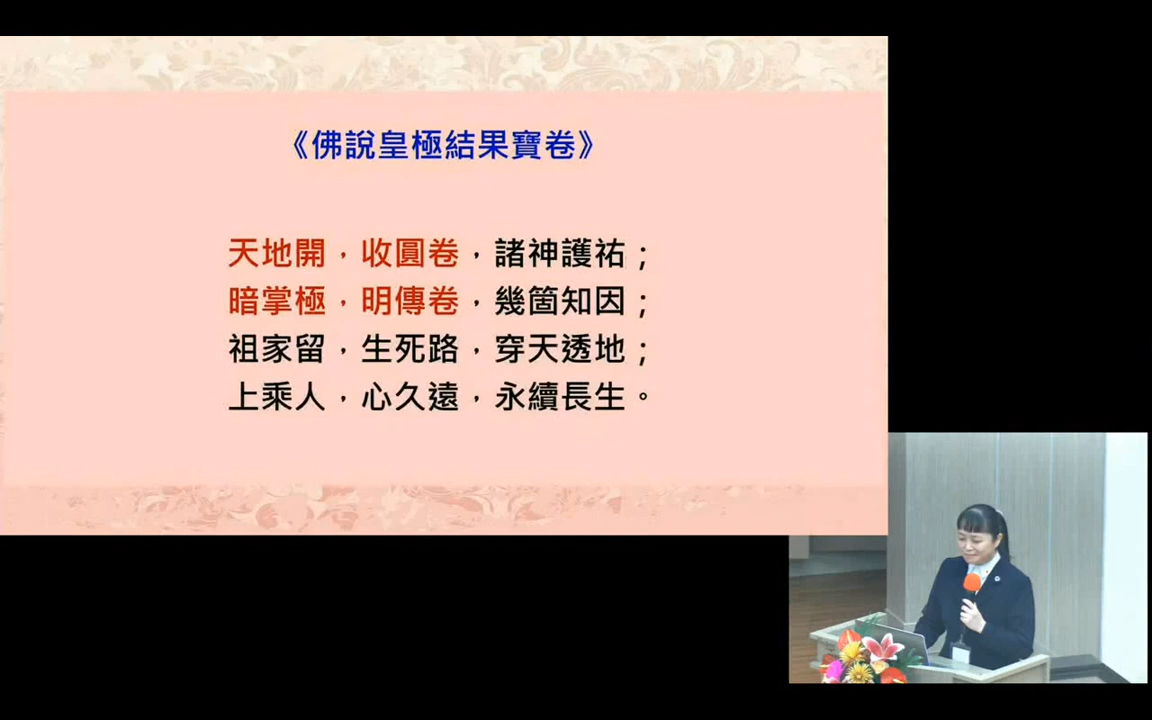 《佛說皇極結果寶卷》
天地開，收圓卷，諸神護祐；
暗掌極，明傳卷，幾箇知因；
祖家留，生死路，穿天透地；
上乘人，心久遠，永續長生。